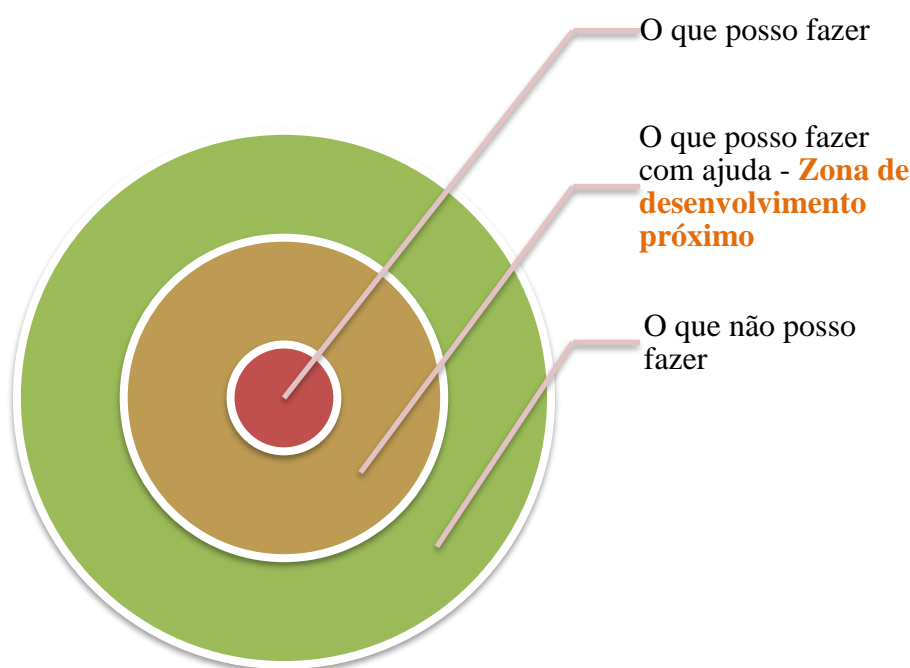 O que posso fazer
O que posso fazer
com ajuda - Zona de
desenvolvimento
próximo
O que não posso
fazer